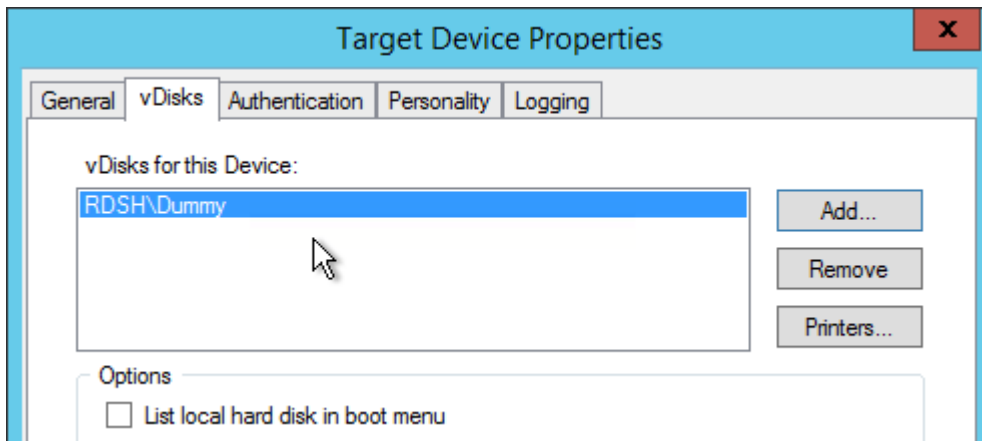 Target Device Properties
x
General vDisks Authentication Personality Logging
vDisks for this Device:
RDSH\Dummy
Add...
Remove
Printers...
Options
List local hard disk in boot menu